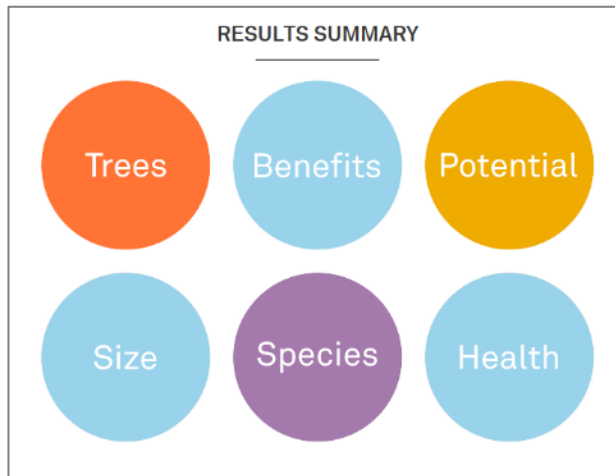 RESULTS SUMMARY
Trees
Benefits
Potential
Size
Species
Health